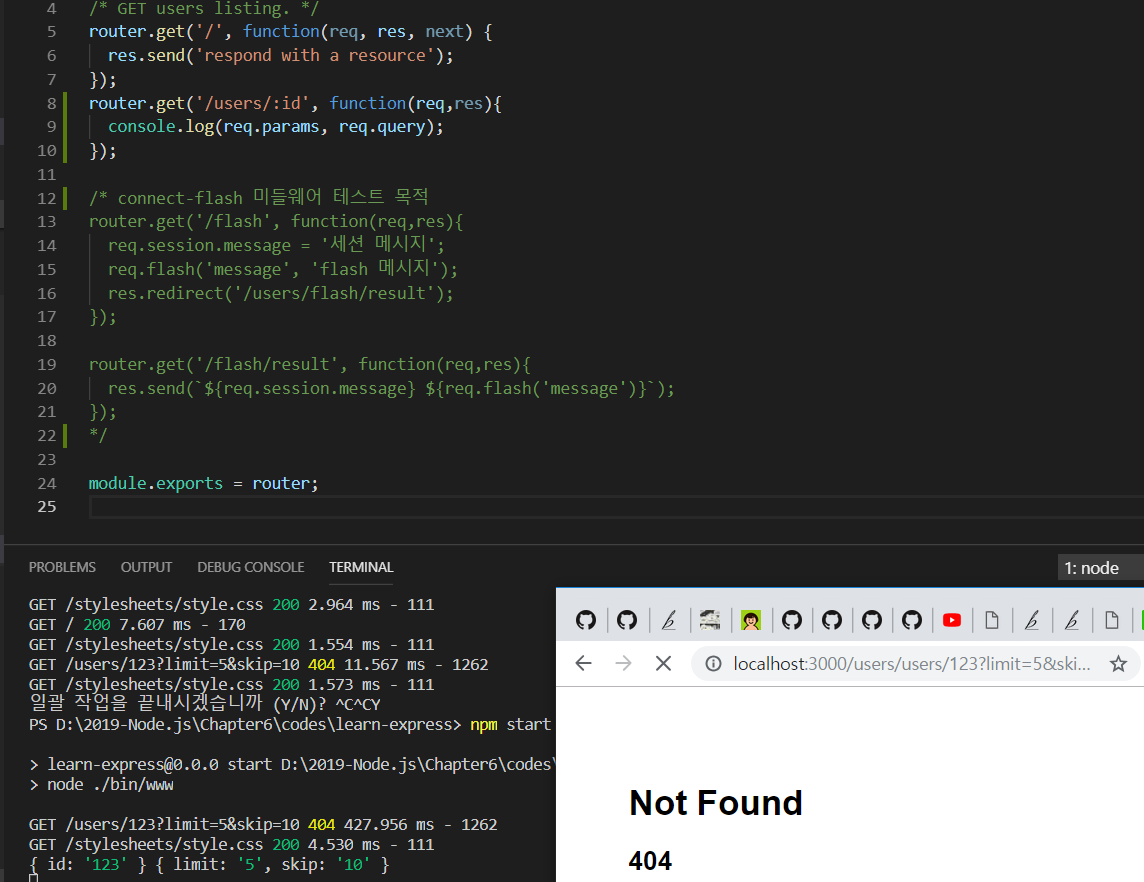 4 /* GET users listing. */
5 router.get('/', function(req, res, next) {
6 res.send('respond with a resource');
7 });
8 router.get('/users/:id', function(req,res){
9 console.log(req.params, req.query);
10 });
11
12 /* connect-flash 미들웨어 테스트 목적
13 router.get('/flash', function(req,res){
14 req.session.message = '세션 메시지';
15 req.flash('message', 'flash 메시지');
16 res.redirect('/users/flash/result');
17 });
18
19 router.get('/flash/result', function(req,res){
20 res.send(`${req.session.message} ${req.flash('message')}`);
21 });
22 */
23
24 module.exports = router;
25
PROBLEMS OUTPUT DEBUG CONSOLE TERMINAL 1: node
GET /stylesheets/style.css 200 2.964 ms - 111
GET / 200 7.607 ms - 170
GET /stylesheets/style.css 200 1.554 ms - 111
GET /users/123?limit=5&skip=10 404 11.567 ms - 1262
GET /stylesheets/style.css 200 1.573 ms - 111
일괄 작업을 끝내시겠습니까 (Y/N)? ^C^CY
PS D:\2019-Node.js\Chapter6\codes\learn-express> npm start
> learn-express@0.0.0 start D:\2019-Node.js\Chapter6\codes\
> node ./bin/www
GET /users/123?limit=5&skip=10 404 427.956 ms - 1262
GET /stylesheets/style.css 200 4.530 ms - 111
{ id: '123' } { limit: '5', skip: '10' }
localhost:3000/users/users/123?limit=5&ski...
Not Found
404